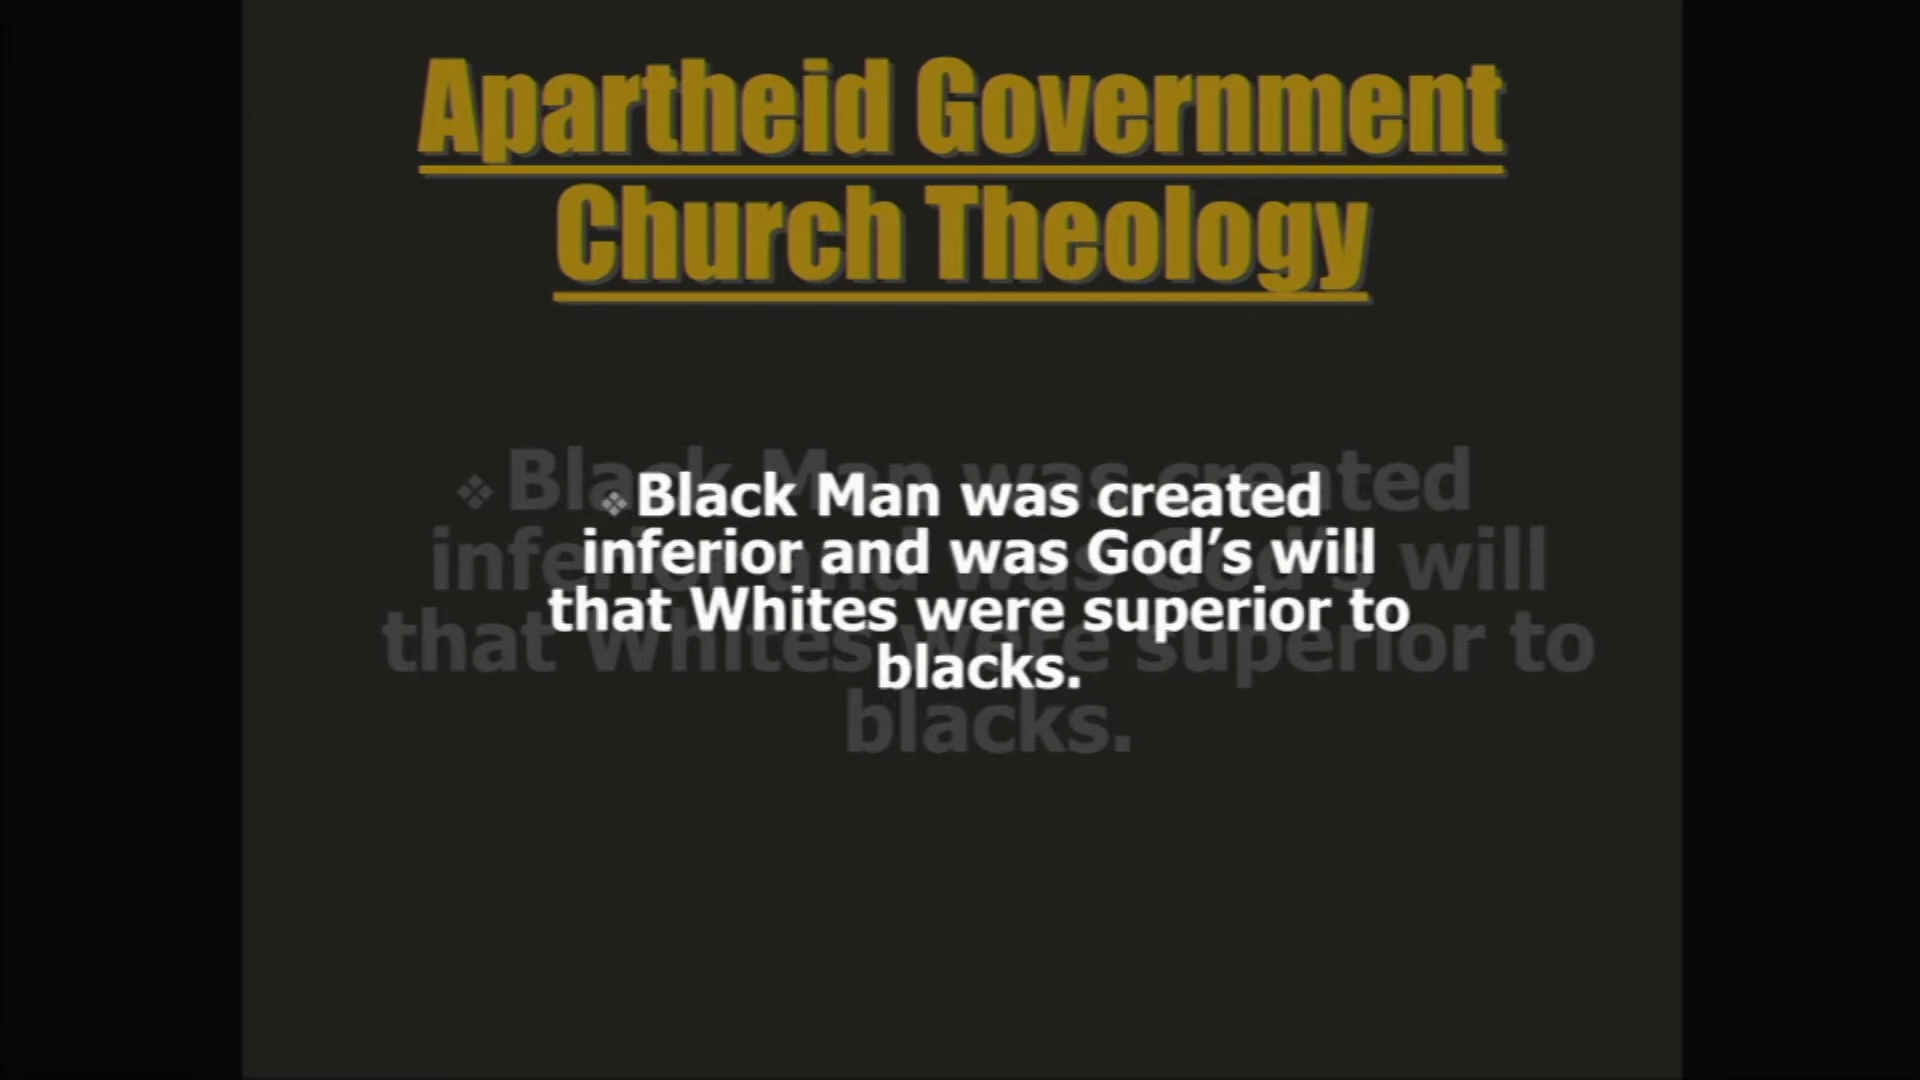 Apartheid Government
Church Theology
❖Black Man was created
inferior and was God’s will
that Whites were superior to
blacks.